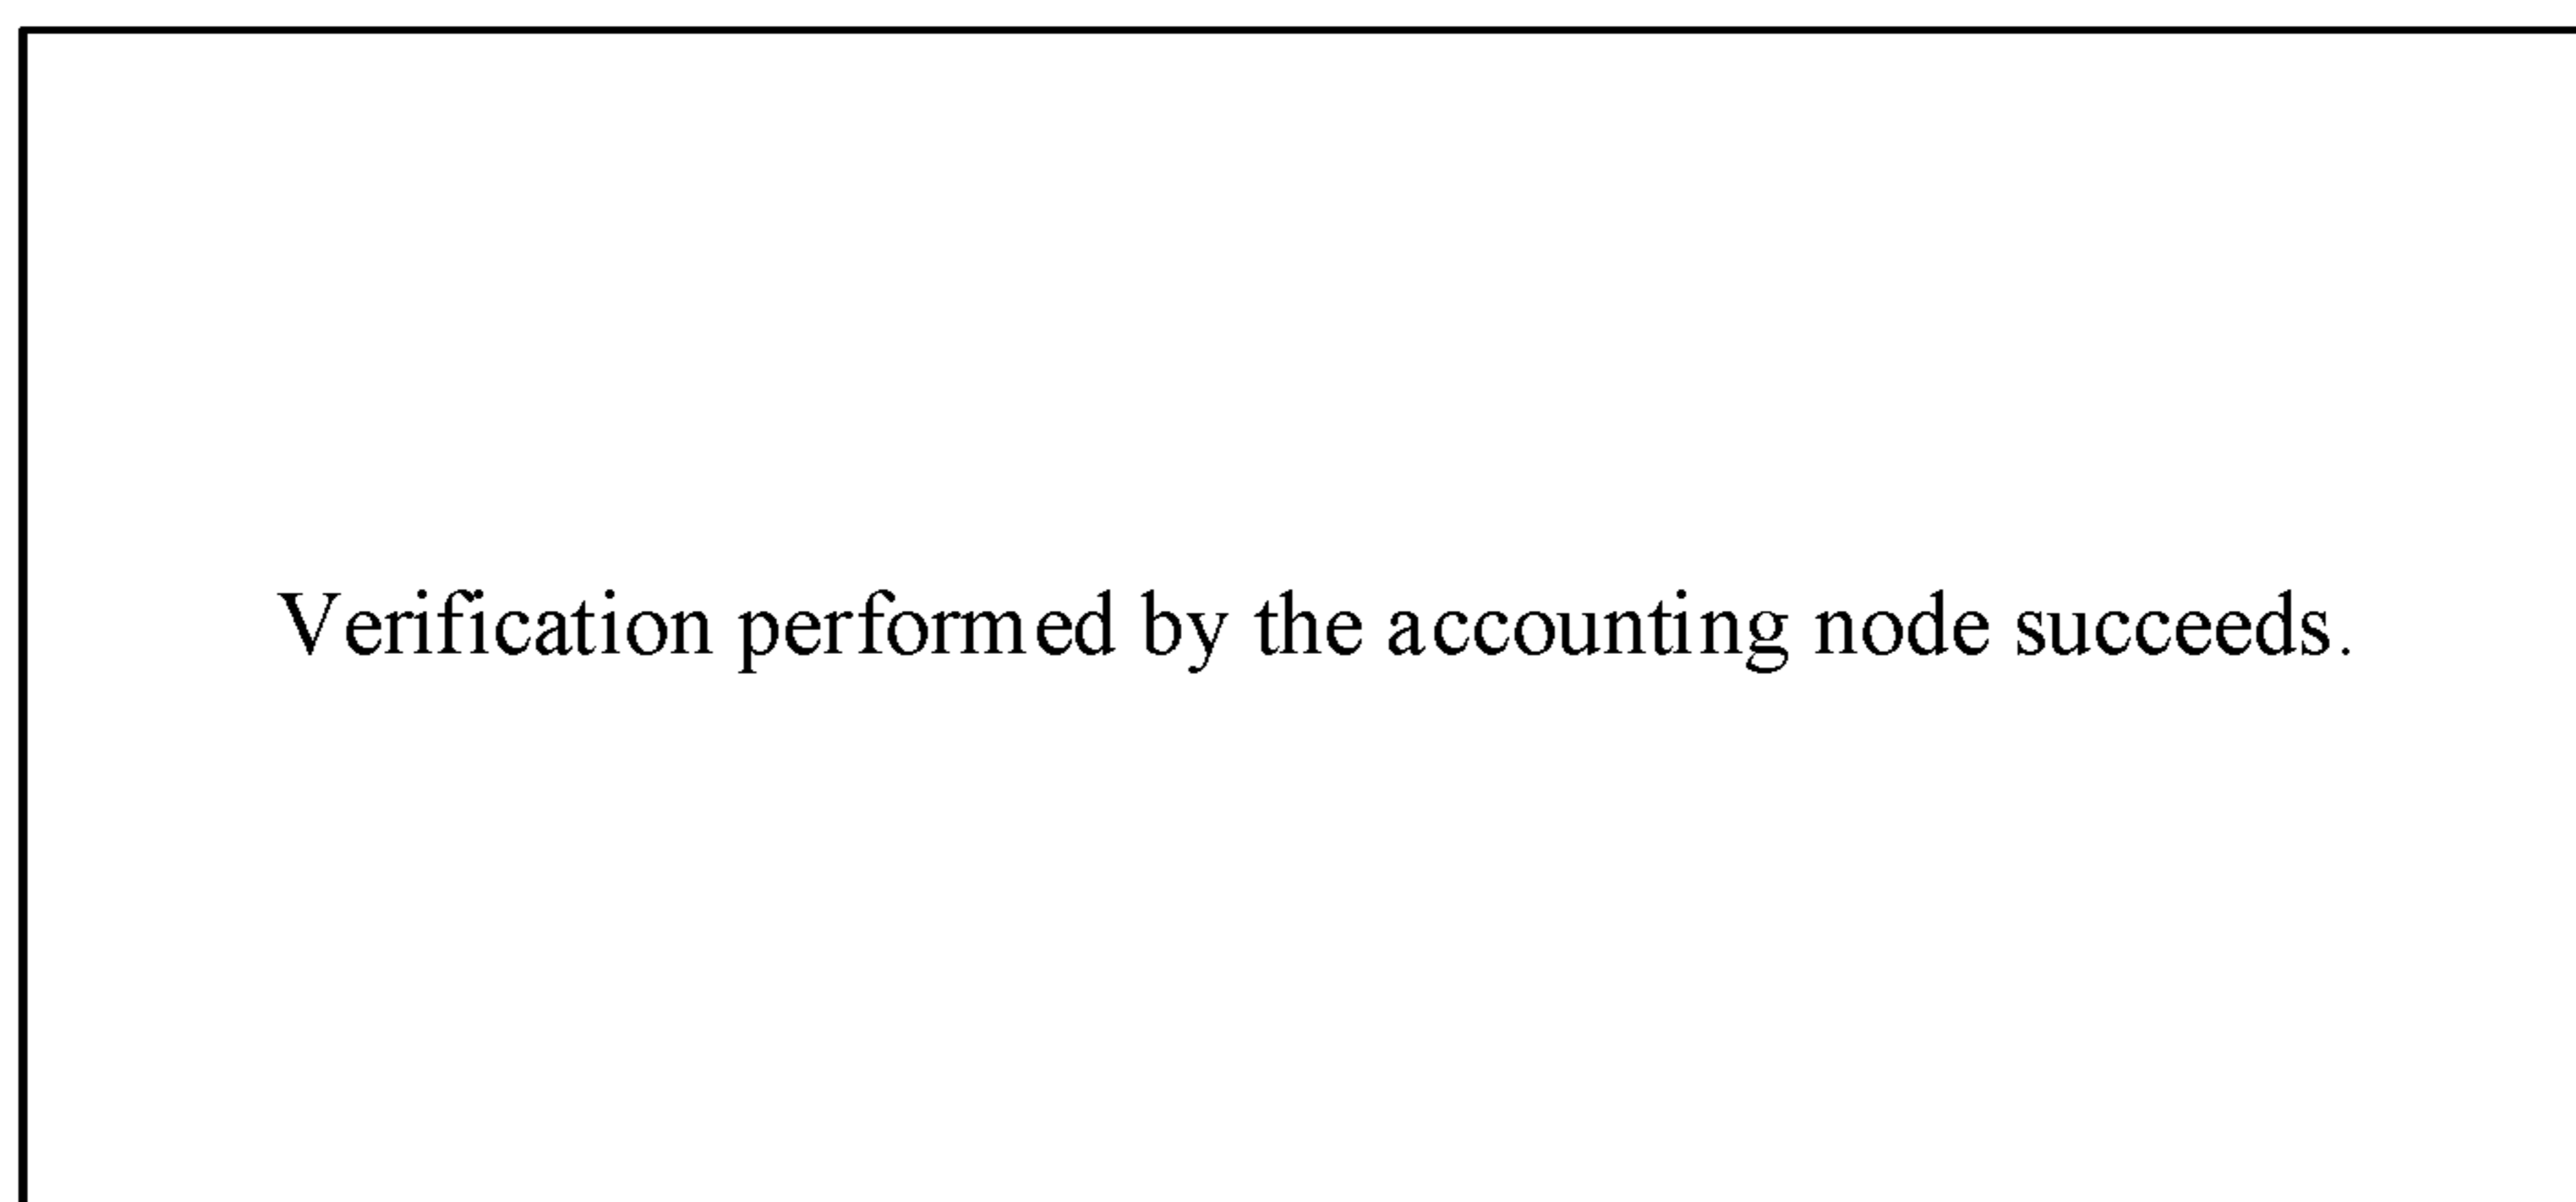 Verification performed by the accounting node succeeds.